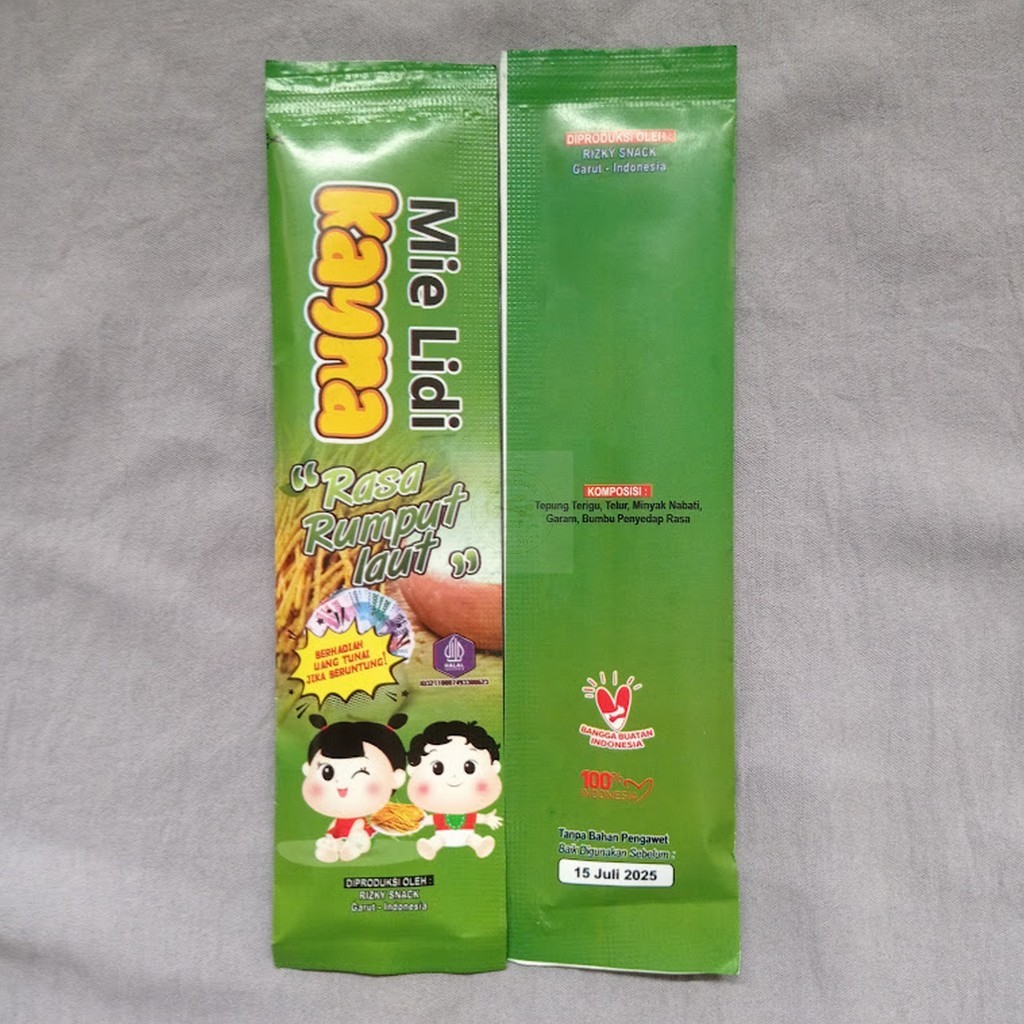 Mie Lidi
Kayna
“Rasa
Rumput
laut”
BERHADIAH
UANG TUNAI
JIKA BERUNTUNG!
HALAL
DIPRODUKSI OLEH :
RIZKY SNACK
Garut - Indonesia
DIPRODUKSI OLEH :
RIZKY SNACK
Garut - Indonesia
KOMPOSISI :
Tepung Terigu, Telur, Minyak Nabati,
Garam, Bumbu Penyedap Rasa
BANGGA BUATAN
INDONESIA
100%
INDONESIA
Tanpa Bahan Pengawet
Baik Digunakan Sebelum :
15 Juli 2025